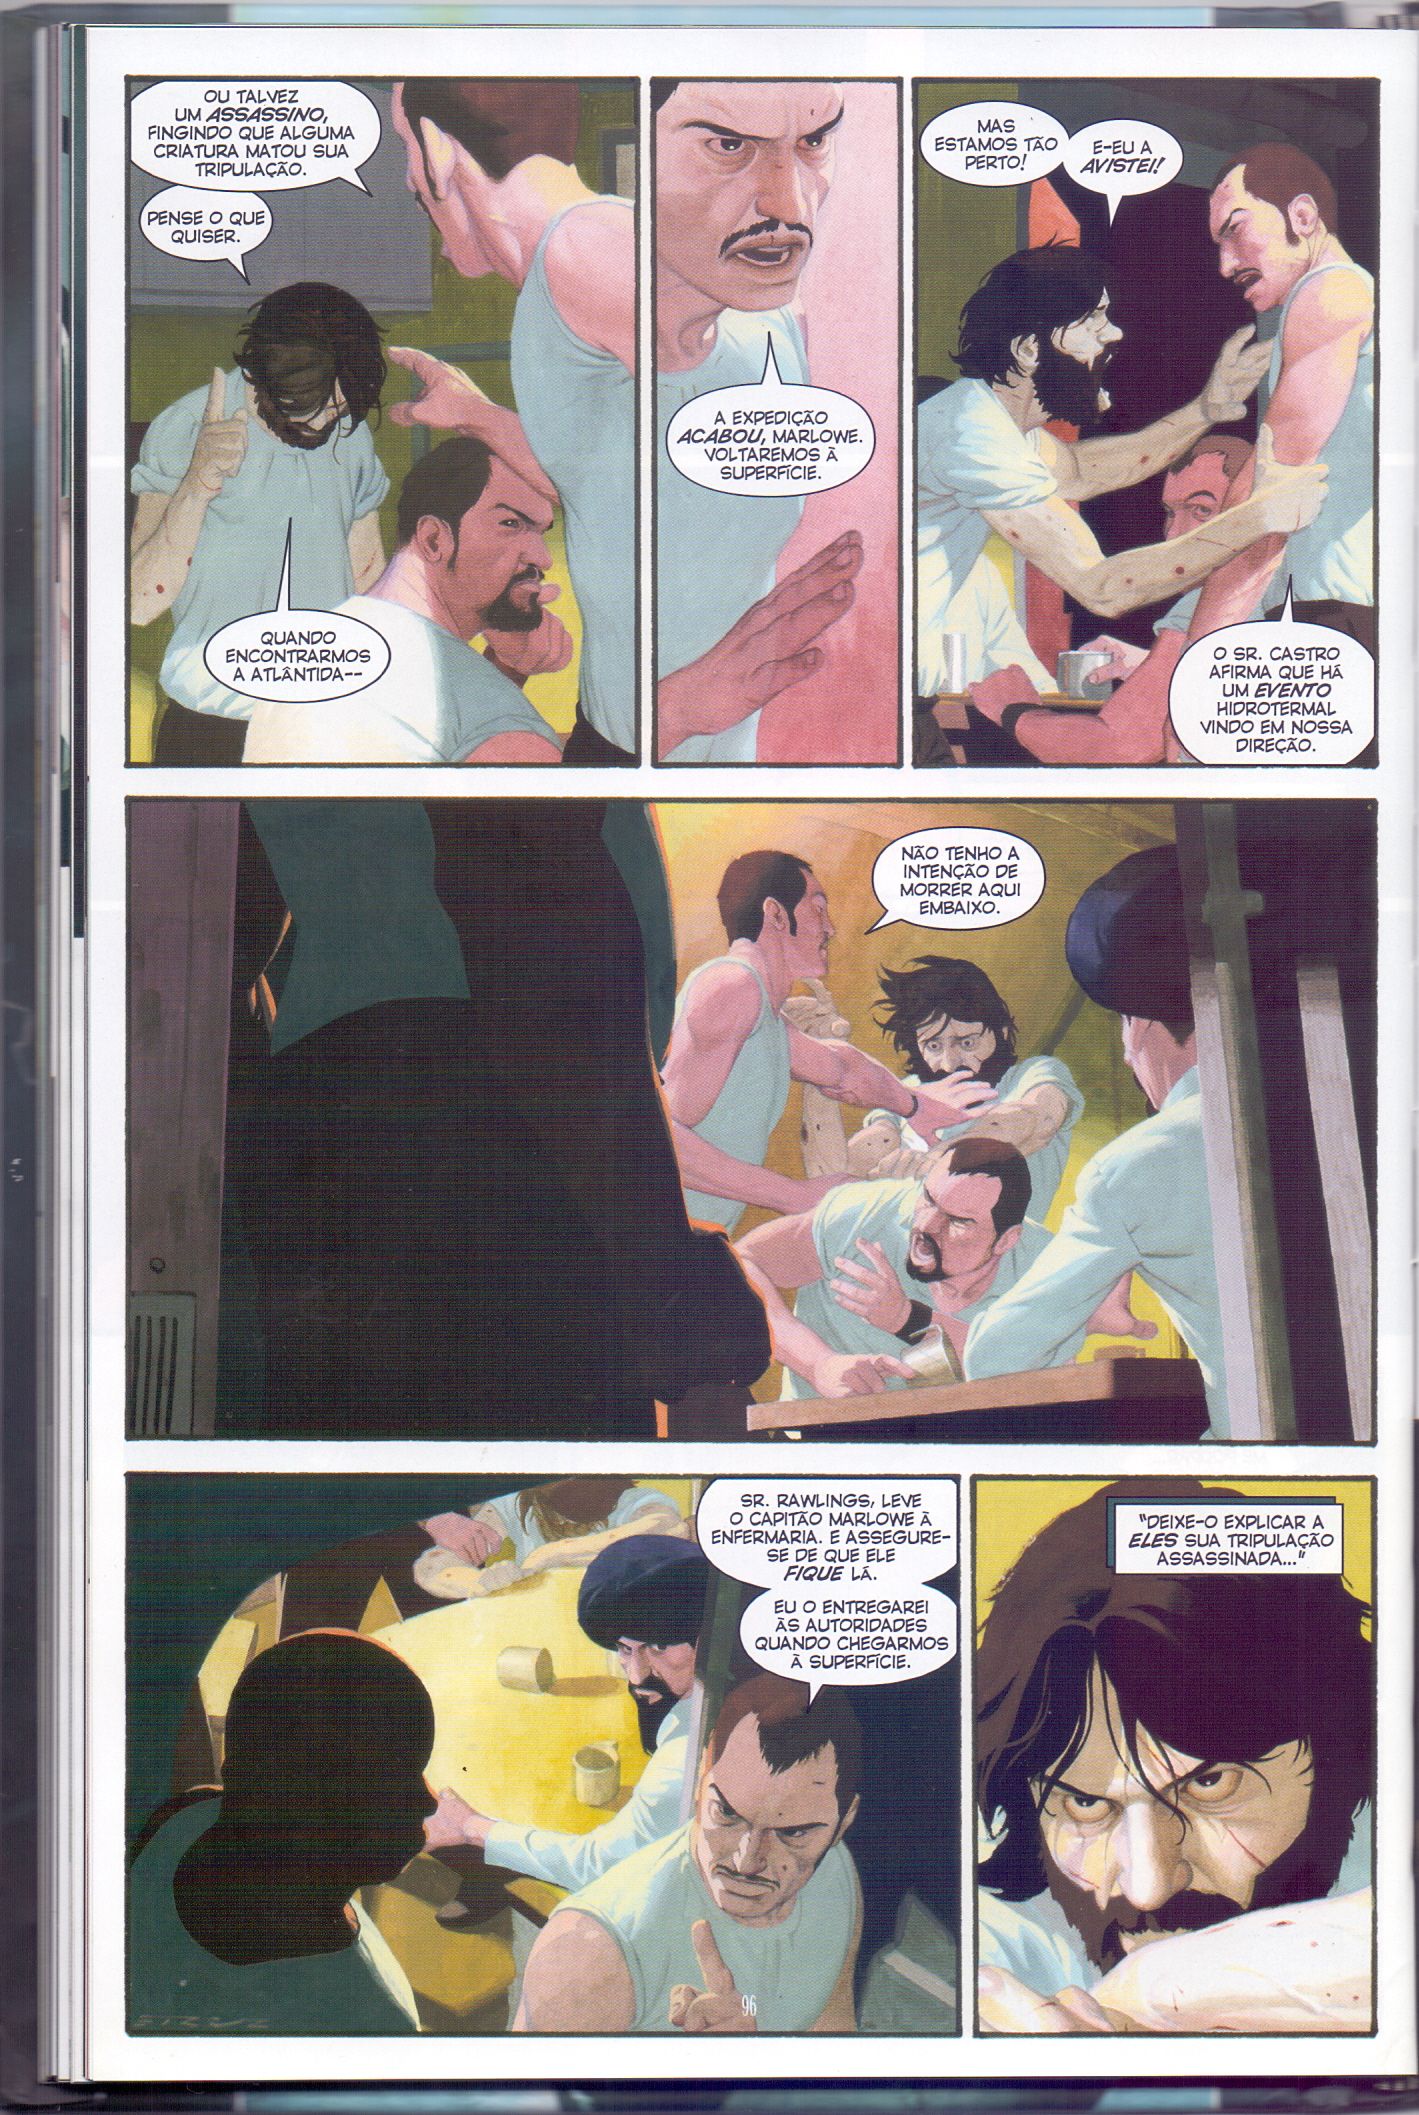 OU TALVEZ
UM ASSASSINO,
FINGINDO QUE ALGUMA
CRIATURA MATOU SUA
TRIPULAÇÃO.
PENSE O QUE
QUISER.
QUANDO
ENCONTRARMOS
A ATLÂNTIDA--
A EXPEDIÇÃO
ACABOU, MARLOWE.
VOLTAREMOS À
SUPERFÍCIE.
MAS
ESTAMOS TÃO
PERTO!
E-EU A
AVISTEI!
O SR. CASTRO
AFIRMA QUE HÁ
UM EVENTO
HIDROTERMAL
VINDO EM NOSSA
DIREÇÃO.
NÃO TENHO A
INTENÇÃO DE
MORRER AQUI
EMBAIXO.
SR. RAWLINGS, LEVE
O CAPITÃO MARLOWE À
ENFERMARIA. E ASSEGURE-
SE DE QUE ELE
FIQUE LÁ.
EU O ENTREGAREI
ÀS AUTORIDADES
QUANDO CHEGARMOS
À SUPERFÍCIE.
"DEIXE-O EXPLICAR A
ELES SUA TRIPULAÇÃO
ASSASSINADA..."
96